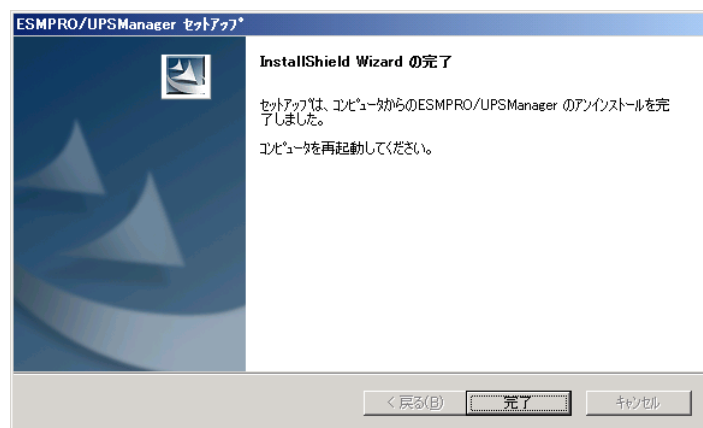 ESMPRO/UPSManager ｾｯﾄｱｯﾌﾟ
InstallShield Wizard の完了
ｾｯﾄｱｯﾌﾟは、ｺﾝﾋﾟｭｰﾀからのESMPRO/UPSManager のｱﾝｲﾝｽﾄｰﾙを完
了しました。
ｺﾝﾋﾟｭｰﾀを再起動してください。
< 戻る(B)
完了
ｷｬﾝｾﾙ